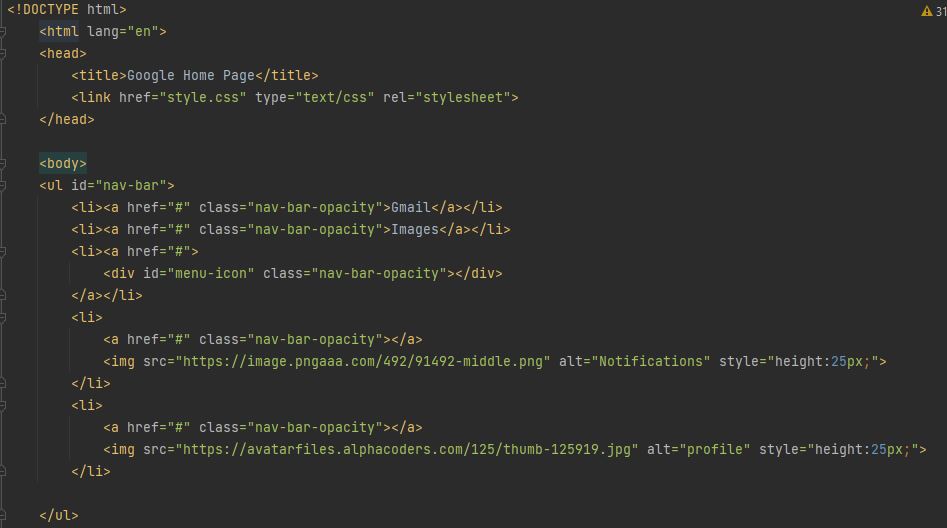 <!DOCTYPE html>
31
<html lang="en">
<head>
<title>Google Home Page</title>
<link href="style.css" type="text/css" rel="stylesheet">
</head>
<body>
<ul id="nav-bar">
<li><a href="#" class="nav-bar-opacity">Gmail</a></li>
<li><a href="#" class="nav-bar-opacity">Images</a></li>
<li><a href="#">
<div id="menu-icon" class="nav-bar-opacity"></div>
</a></li>
<li>
<a href="#" class="nav-bar-opacity"></a>
<img src="https://image.pngaaa.com/492/91492-middle.png" alt="Notifications" style="height:25px;">
</li>
<li>
<a href="#" class="nav-bar-opacity"></a>
<img src="https://avatarfiles.alphacoders.com/125/thumb-125919.jpg" alt="profile" style="height:25px;">
</li>
</ul>